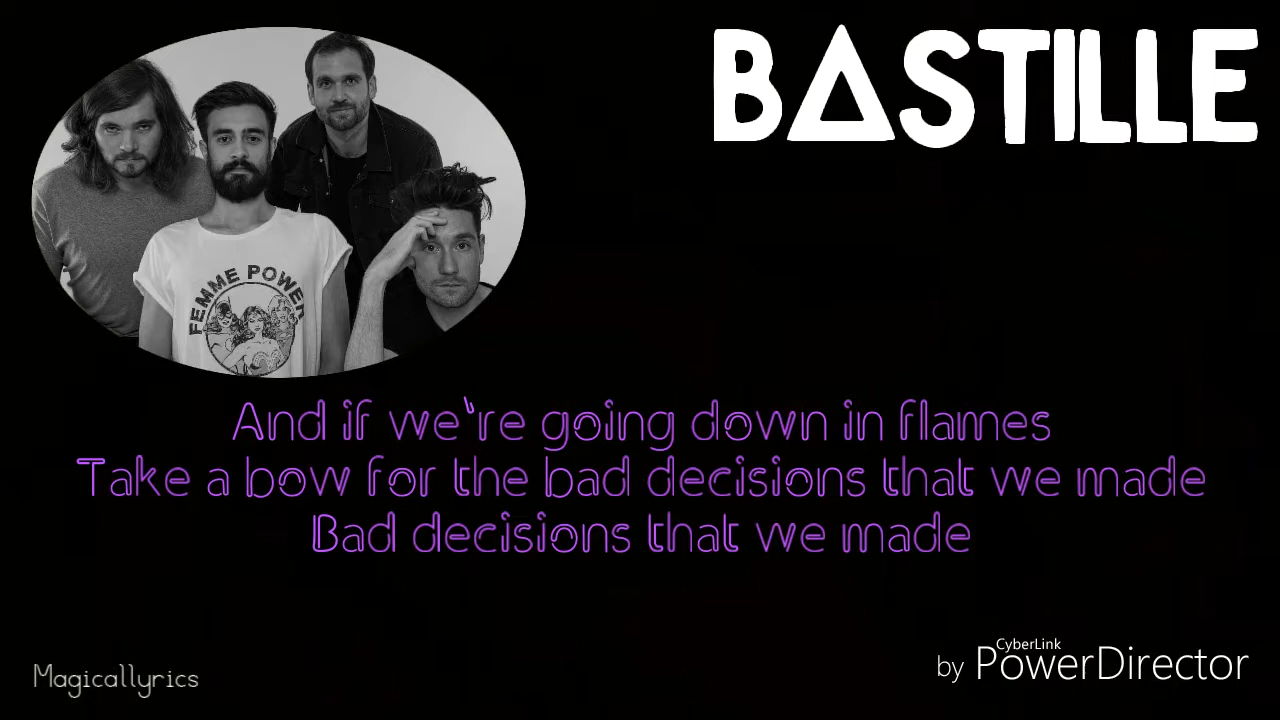 BASTILLE
FEMME POWER
And if we're going down in flames
Take a bow for the bad decisions that we made
Bad decisions that we made
Magicallyrics
by CyberLink PowerDirector